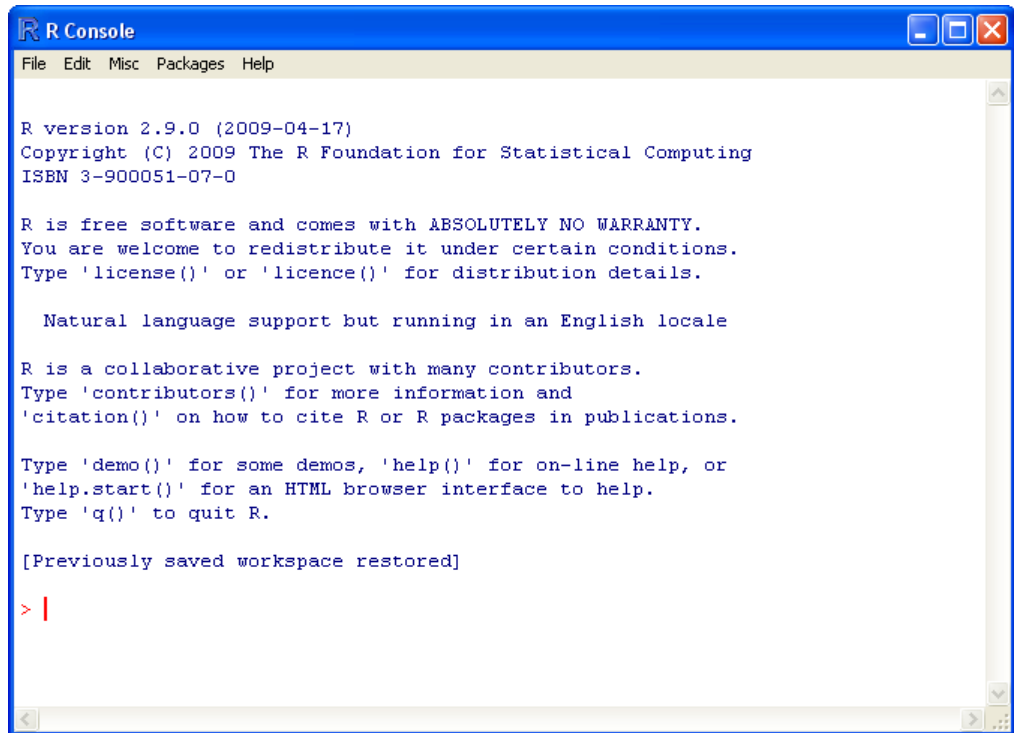 R Console
File Edit Misc Packages Help
R version 2.9.0 (2009-04-17)
Copyright (C) 2009 The R Foundation for Statistical Computing
ISBN 3-900051-07-0
R is free software and comes with ABSOLUTELY NO WARRANTY.
You are welcome to redistribute it under certain conditions.
Type 'license()' or 'licence()' for distribution details.
Natural language support but running in an English locale
R is a collaborative project with many contributors.
Type 'contributors()' for more information and
'citation()' on how to cite R or R packages in publications.
Type 'demo()' for some demos, 'help()' for on-line help, or
'help.start()' for an HTML browser interface to help.
Type 'q()' to quit R.
[Previously saved workspace restored]
>